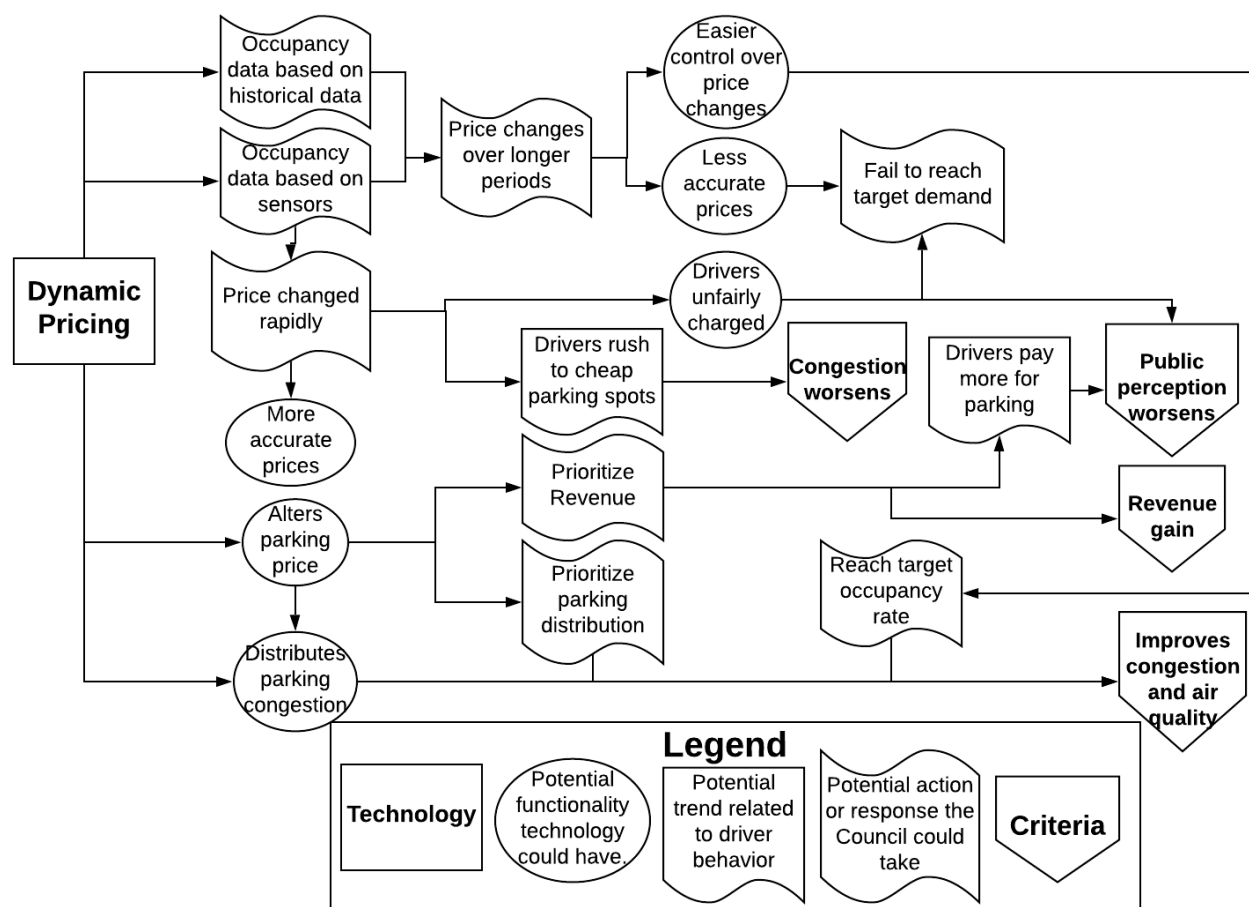 Occupancy
data based on
historical data
Occupancy
data based on
sensors
Price changes
over longer
periods
Easier
control over
price
changes
Less
accurate
prices
Fail to reach
target demand
Dynamic
Pricing
Price changed
rapidly
Drivers
unfairly
charged
Drivers rush
to cheap
parking spots
Congestion
worsens
Drivers pay
more for
parking
Public
perception
worsens
More
accurate
prices
Prioritize
Revenue
Revenue
gain
Alters
parking
price
Prioritize
parking
distribution
Reach target
occupancy
rate
Distributes
parking
congestion
Improves
congestion
and air
quality
Legend
Technology
Potential
functionality
technology
could have.
Potential
trend related
to driver
behavior
Potential action
or response the
Council could
take
Criteria